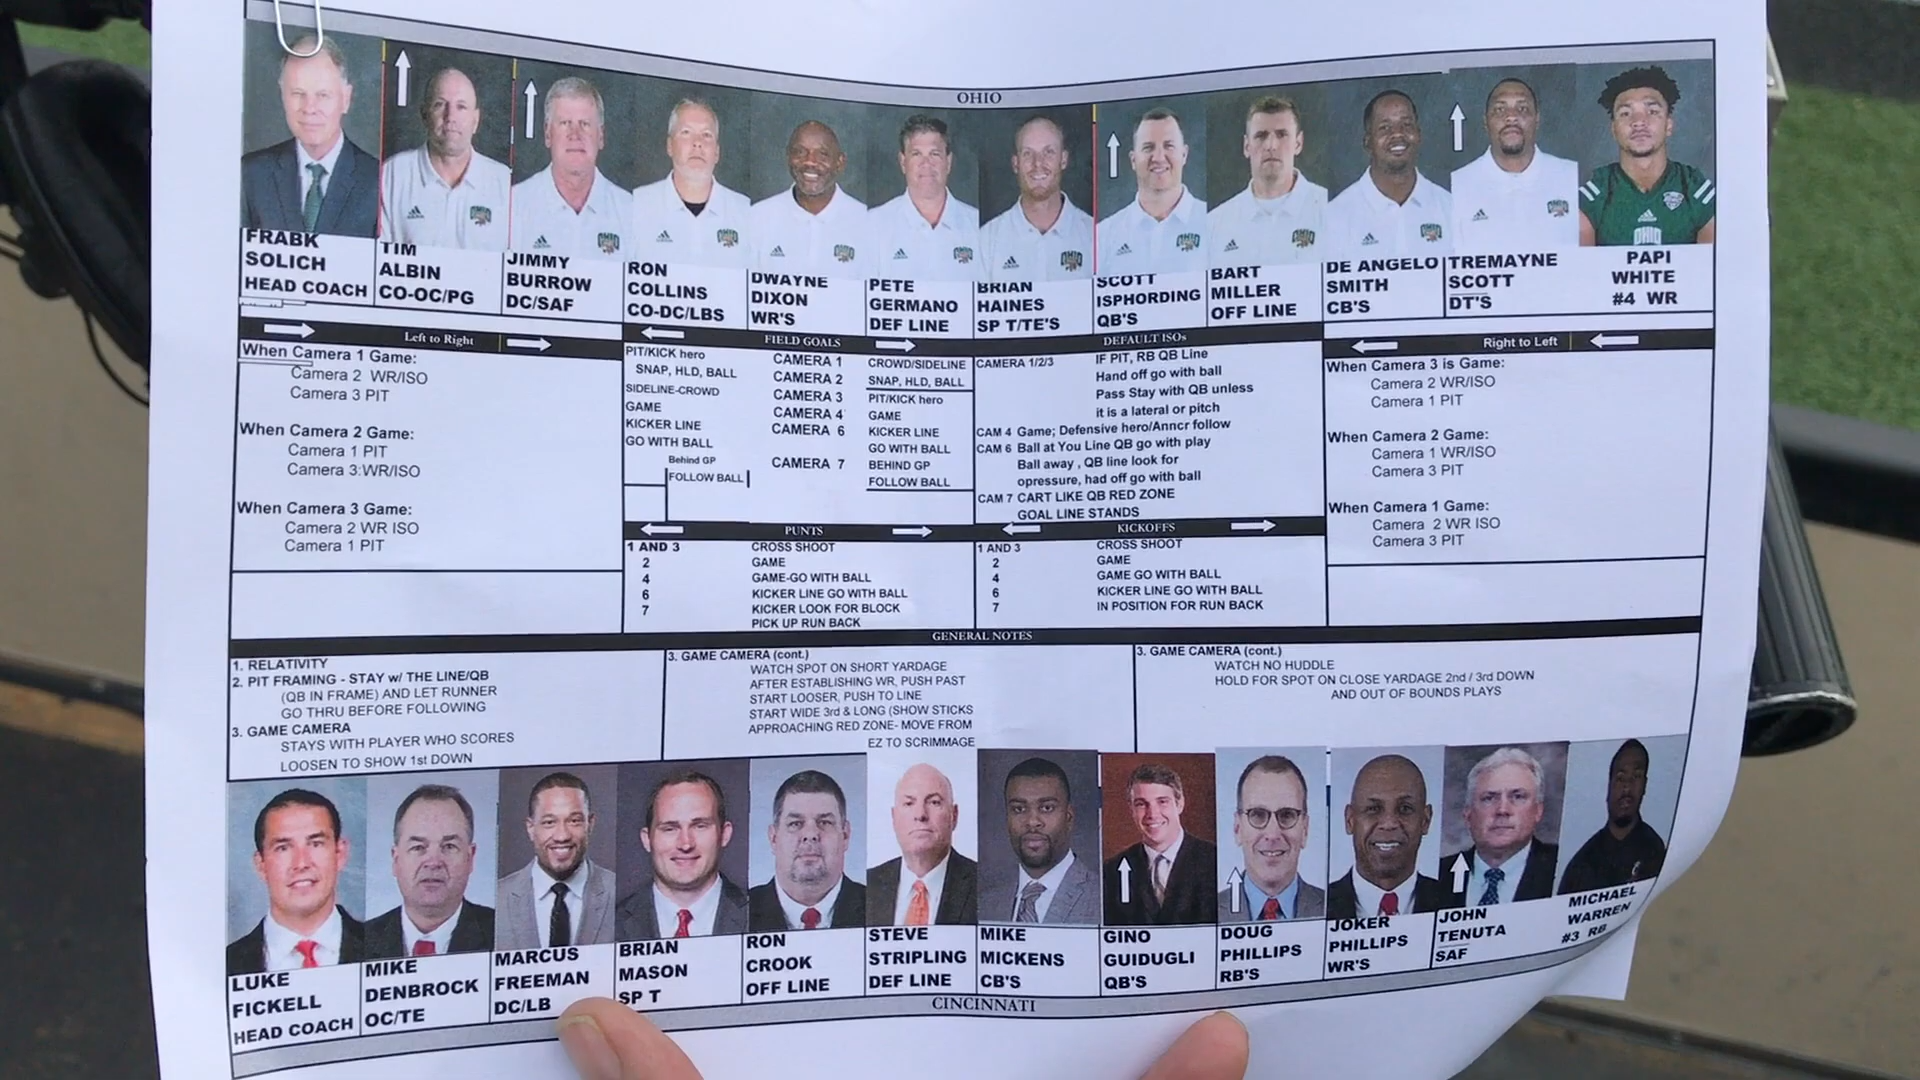 OHIO
FRABK
SOLICH
HEAD COACH
TIM
ALBIN
CO-OC/PG
JIMMY
BURROW
DC/SAF
RON
COLLINS
CO-DC/LBS
DWAYNE
DIXON
WR'S
PETE
GERMANO
DEF LINE
BRIAN
HAINES
SP T/TE'S
SCOTT
ISPHORDING
QB'S
BART
MILLER
OFF LINE
DE ANGELO
SMITH
CB'S
TREMAYNE
SCOTT
DT'S
PAPI
WHITE
#4 WR
Left to Right
When Camera 1 Game:
Camera 2 WR/ISO
Camera 3 PIT
When Camera 2 Game:
Camera 1 PIT
Camera 3:WR/ISO
When Camera 3 Game:
Camera 2 WR ISO
Camera 1 PIT
FIELD GOALS
PIT/KICK hero CAMERA 1 CROWD/SIDELINE
SNAP, HLD, BALL CAMERA 2 SNAP, HLD, BALL
SIDELINE-CROWD CAMERA 3 PIT/KICK hero
GAME CAMERA 4 GAME
KICKER LINE CAMERA 6 KICKER LINE
GO WITH BALL GO WITH BALL
Behind GP CAMERA 7 BEHIND GP
FOLLOW BALL FOLLOW BALL
DEFAULT ISOs
CAMERA 1/2/3 IF PIT, RB QB Line
Hand off go with ball
Pass Stay with QB unless
it is a lateral or pitch
CAM 4 Game; Defensive hero/Anncr follow
CAM 6 Ball at You Line QB go with play
Ball away , QB line look for
opressure, had off go with ball
CAM 7 CART LIKE QB RED ZONE
GOAL LINE STANDS
Right to Left
When Camera 3 is Game:
Camera 2 WR/ISO
Camera 1 PIT
When Camera 2 Game:
Camera 1 WR/ISO
Camera 3 PIT
When Camera 1 Game:
Camera 2 WR ISO
Camera 3 PIT
PUNTS
1 AND 3 CROSS SHOOT
2 GAME
4 GAME-GO WITH BALL
6 KICKER LINE GO WITH BALL
7 KICKER LOOK FOR BLOCK
PICK UP RUN BACK
KICKOFFS
1 AND 3 CROSS SHOOT
2 GAME
4 GAME GO WITH BALL
6 KICKER LINE GO WITH BALL
7 IN POSITION FOR RUN BACK
GENERAL NOTES
1. RELATIVITY
2. PIT FRAMING - STAY w/ THE LINE/QB
(QB IN FRAME) AND LET RUNNER
GO THRU BEFORE FOLLOWING
3. GAME CAMERA
STAYS WITH PLAYER WHO SCORES
LOOSEN TO SHOW 1st DOWN
3. GAME CAMERA (cont.)
WATCH SPOT ON SHORT YARDAGE
AFTER ESTABLISHING WR, PUSH PAST
START LOOSER, PUSH TO LINE
START WIDE 3rd & LONG (SHOW STICKS
APPROACHING RED ZONE- MOVE FROM
EZ TO SCRIMMAGE
3. GAME CAMERA (cont.)
WATCH NO HUDDLE
HOLD FOR SPOT ON CLOSE YARDAGE 2nd / 3rd DOWN
AND OUT OF BOUNDS PLAYS
LUKE
FICKELL
HEAD COACH
MIKE
DENBROCK
OC/TE
MARCUS
FREEMAN
DC/LB
BRIAN
MASON
SP T
RON
CROOK
OFF LINE
STEVE
STRIPLING
DEF LINE
MIKE
MICKENS
CB'S
GINO
GUIDUGLI
QB'S
DOUG
PHILLIPS
RB'S
JOKER
PHILLIPS
WR'S
JOHN
TENUTA
SAF
MICHAEL
WARREN
#3 RB
CINCINNATI